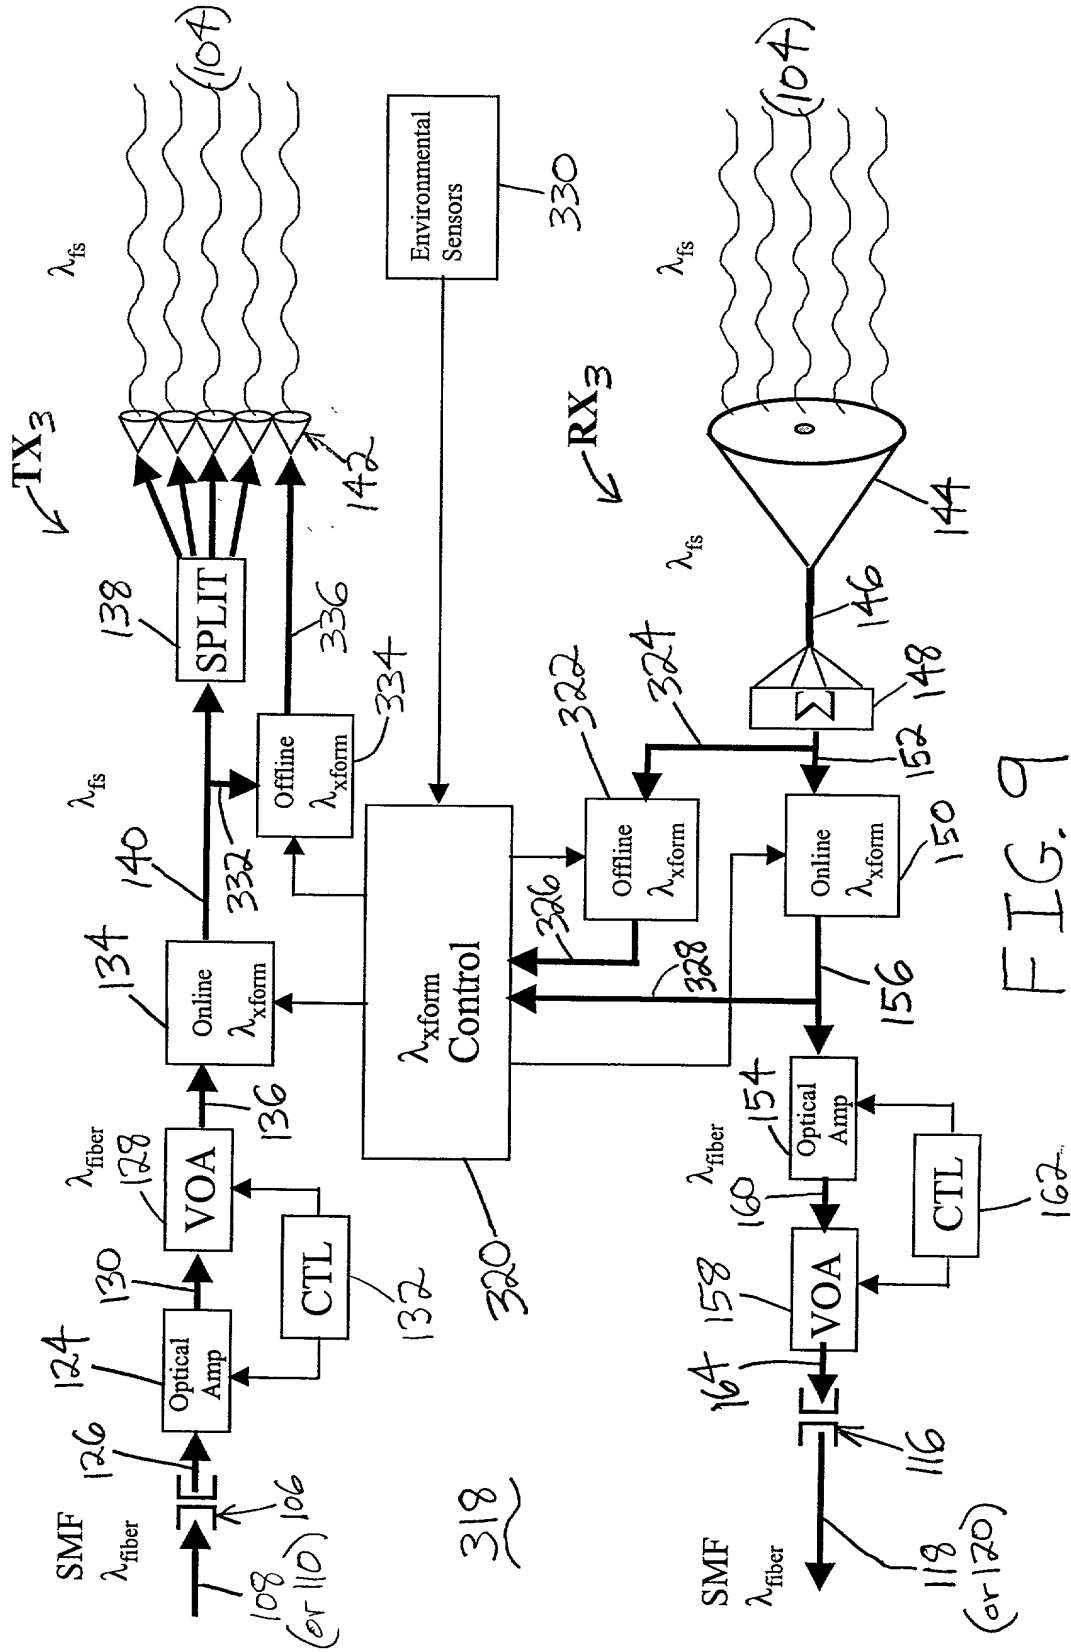 TX3
SMF
λfiber
108
(or 110)
106
126
124
Optical
Amp
130
VOA
128
λfiber
136
CTL
132
134
Online
λxform
140
λfs
332
Offline
λxform
334
336
138
SPLIT
142
λfs
(104)
318
320
λxform
Control
Environmental
Sensors
330
RX3
λfs
(104)
144
λfs
146
148
Σ
152
324
322
Offline
λxform
326
328
Online
λxform
150
156
154
Optical
Amp
λfiber
160
158
VOA
CTL
162
164
116
SMF
λfiber
118
(or 120)
FIG. 9